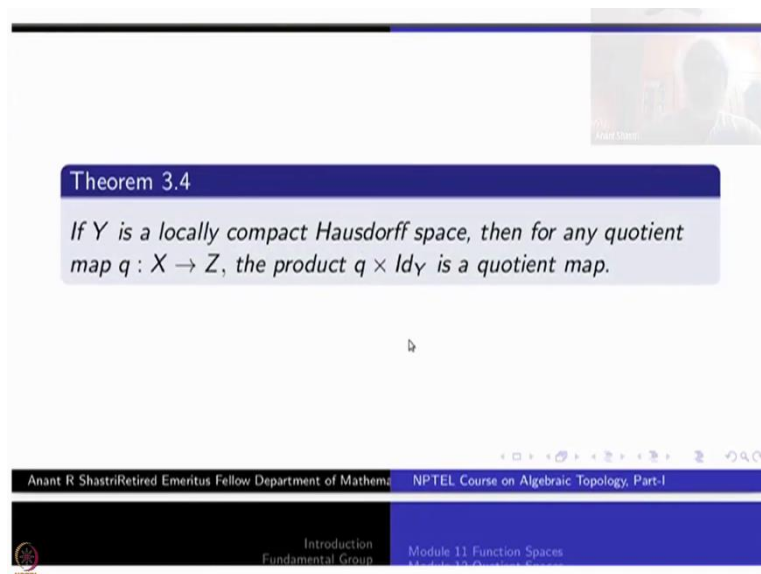 Theorem 3.4
If Y is a locally compact Hausdorff space, then for any quotient
map q : X → Z, the product q × Id_Y is a quotient map.
Anant R ShastriRetired Emeritus Fellow Department of Mathema
NPTEL Course on Algebraic Topology, Part-I
Introduction
Fundamental Group
Module 11 Function Spaces